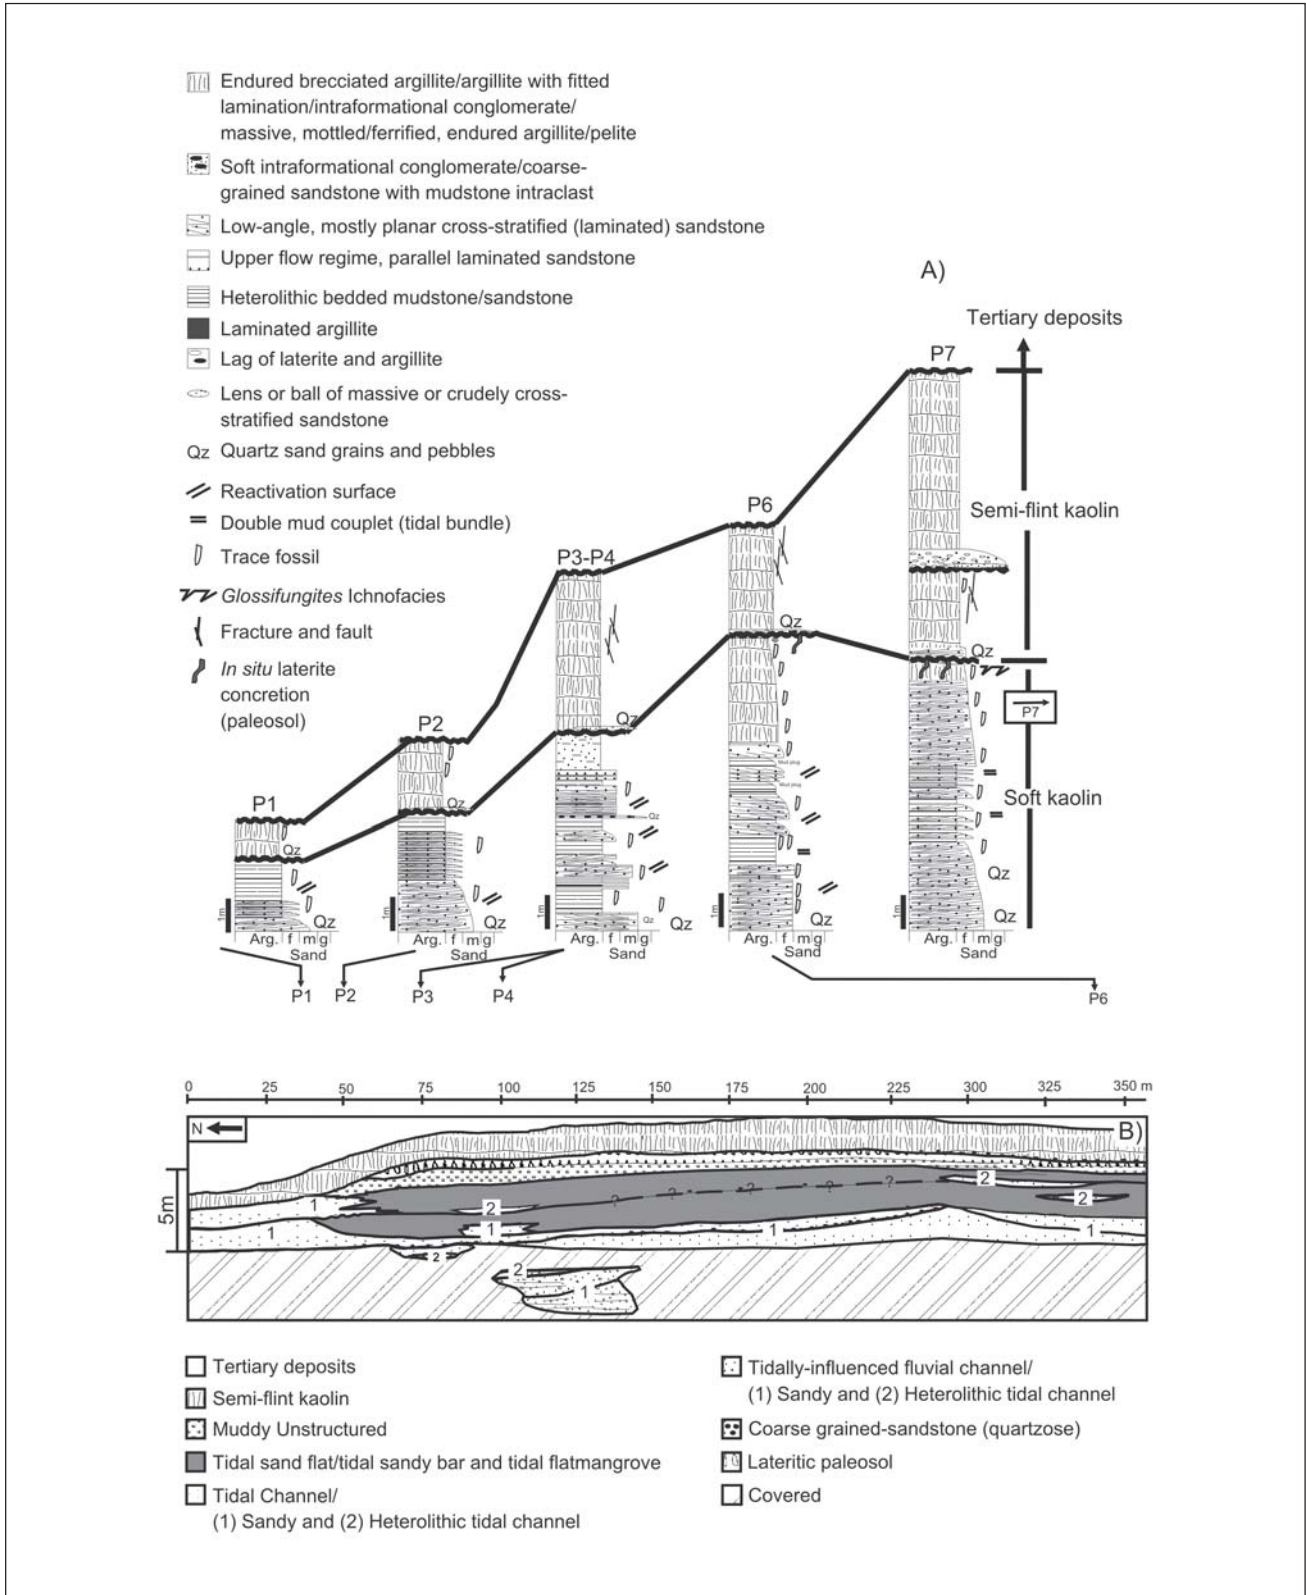 Endured brecciated argillite/argillite with fitted
lamination/intraformational conglomerate/
massive, mottled/ferrified, endured argillite/pelite
Soft intraformational conglomerate/coarse-
grained sandstone with mudstone intraclast
Low-angle, mostly planar cross-stratified (laminated) sandstone
Upper flow regime, parallel laminated sandstone
Heterolithic bedded mudstone/sandstone
Laminated argillite
Lag of laterite and argillite
Lens or ball of massive or crudely cross-
stratified sandstone
Qz Quartz sand grains and pebbles
Reactivation surface
Double mud couplet (tidal bundle)
Trace fossil
Glossifungites Ichnofacies
Fracture and fault
In situ laterite
concretion
(paleosol)
A)
Tertiary deposits
P7
Semi-flint kaolin
Qz
P7
Soft kaolin
Qz
Arg. f m g
Sand
P6
Qz
Mud plug
Mud plug
Qz
1m
Arg. f m g
Sand
P3-P4
Qz
Qz
Qz
Qz
1m
Arg. f m g
Sand
P2
Qz
Qz
1m
Arg. f m g
Sand
P1
Qz
Qz
1m
Arg. f m g
Sand
P1 P2 P3 P4 P6
0 25 50 75 100 125 150 175 200 225 300 325 350 m
N
B)
5m
1 1 2 1 2 2 1 ? ? ? ? ? 1 2 2 1
Tertiary deposits
Semi-flint kaolin
Muddy Unstructured
Tidal sand flat/tidal sandy bar and tidal flatmangrove
Tidal Channel/
(1) Sandy and (2) Heterolithic tidal channel
Tidally-influenced fluvial channel/
(1) Sandy and (2) Heterolithic tidal channel
Coarse grained-sandstone (quartzose)
Lateritic paleosol
Covered